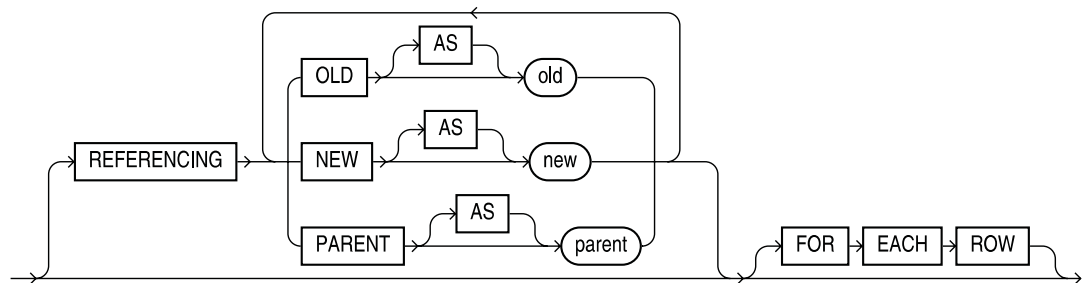 AS
OLD old
AS
REFERENCING NEW new
AS
PARENT parent
FOR EACH ROW